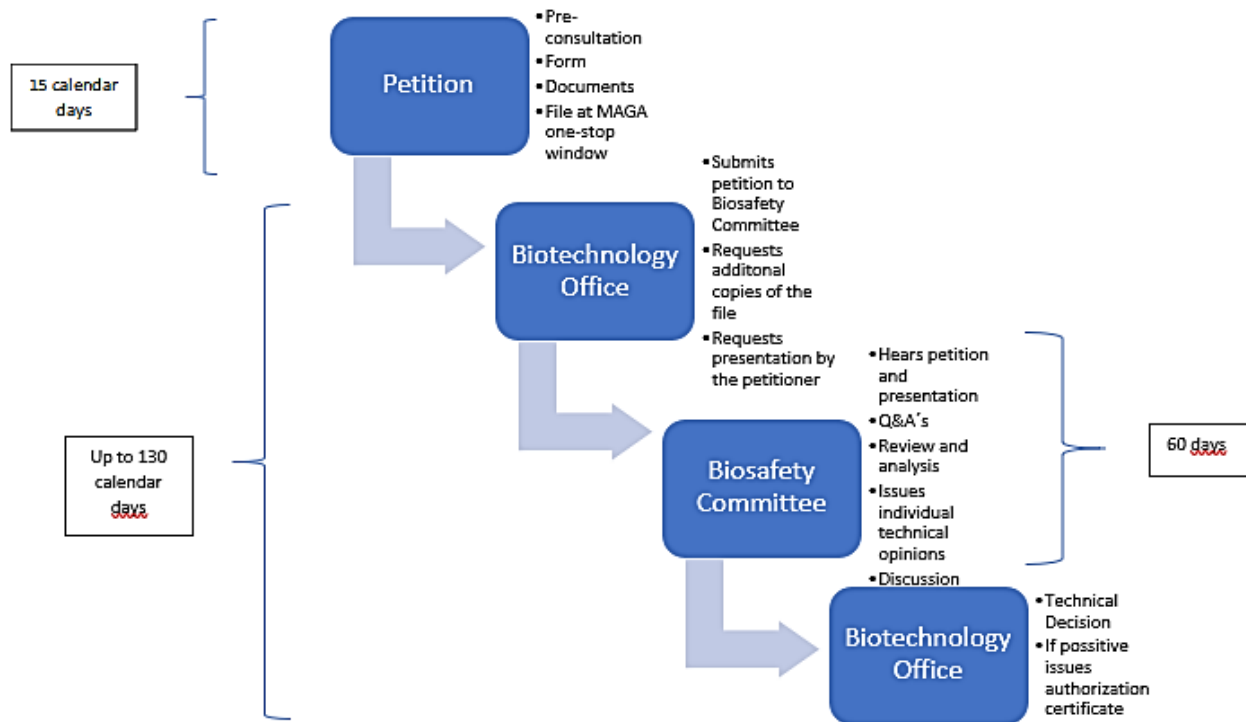 15 calendar
days
Petition
•Pre-
consultation
•Form
•Documents
•File at MAGA
one-stop
window
Biotechnology
Office
•Submits
petition to
Biosafety
Committee
•Requests
additonal
copies of the
file
•Requests
presentation by
the petitioner
Up to 130
calendar
days
Biosafety
Committee
•Hears petition
and
presentation
•Q&A´s
•Review and
analysis
•Issues
individual
technical
opinions
•Discussion
60 days
Biotechnology
Office
•Technical
Decision
•If possitive
issues
authorization
certificate